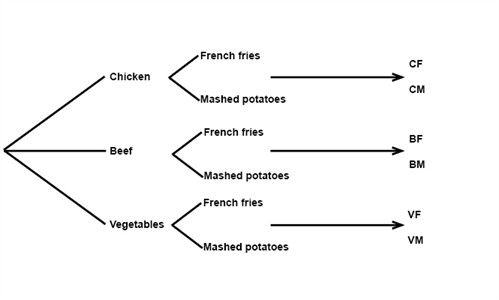 French fries
CF
Chicken
CM
Mashed potatoes
French fries
BF
Beef
BM
Mashed potatoes
French fries
VF
Vegetables
VM
Mashed potatoes